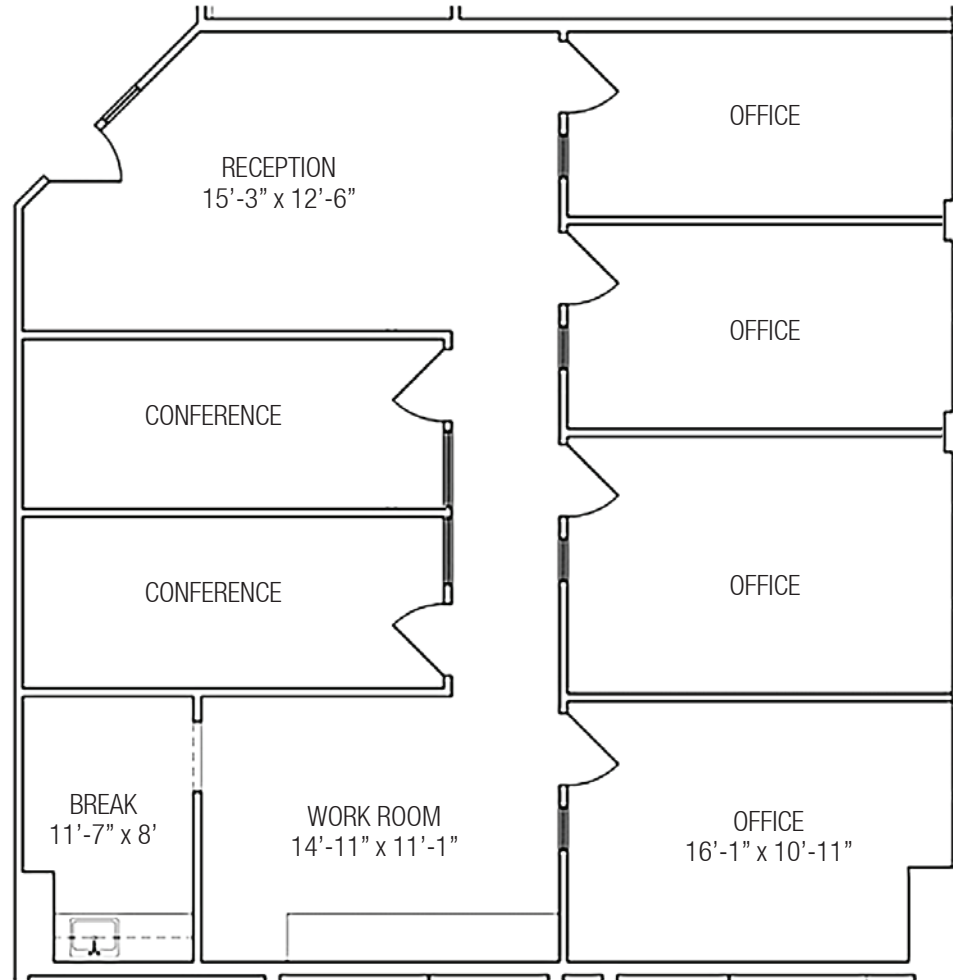 OFFICE
RECEPTION
15’-3” x 12’-6”
OFFICE
CONFERENCE
OFFICE
CONFERENCE
BREAK
11’-7” x 8’
WORK ROOM
14’-11” x 11’-1”
OFFICE
16’-1” x 10’-11”